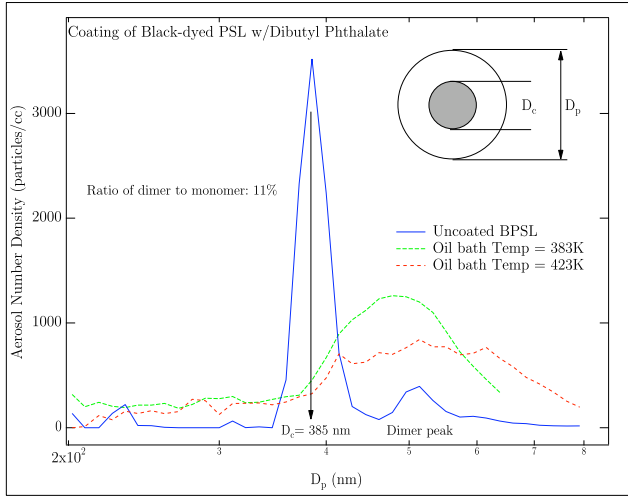 Coating of Black-dyed PSL w/Dibutyl Phthalate
Aerosol Number Density (particles/cc)
3000
2000
1000
0
Ratio of dimer to monomer: 11%
D_c
D_p
Uncoated BPSL
Oil bath Temp = 383K
Oil bath Temp = 423K
D_c= 385 nm
Dimer peak
2x10²
3
4
5
6
7
8
D_p (nm)